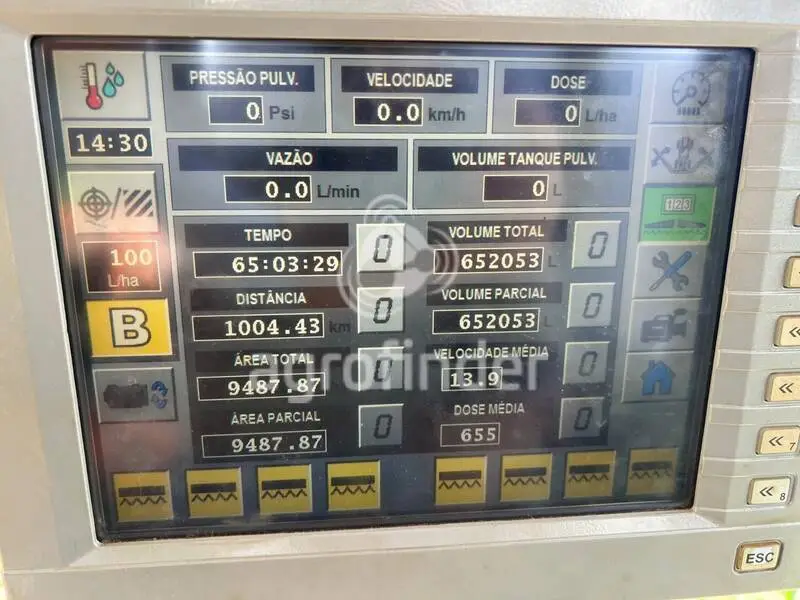 PRESSÃO PULV.
0 Psi
VELOCIDADE
0.0 km/h
DOSE
0 L/ha
14:30
VAZÃO
0.0 L/min
VOLUME TANQUE PULV.
0 L
123
100
L/ha
TEMPO
65:03:29
0
VOLUME TOTAL
652053 L
0
DISTÂNCIA
1004.43 km
0
VOLUME PARCIAL
652053 L
0
B
ÁREA TOTAL
9487.87
0
VELOCIDADE MÉDIA
13.9
0
agrofinder
ÁREA PARCIAL
9487.87
0
DOSE MÉDIA
655
0
<<
<<
<<
<< 7
<< 8
ESC